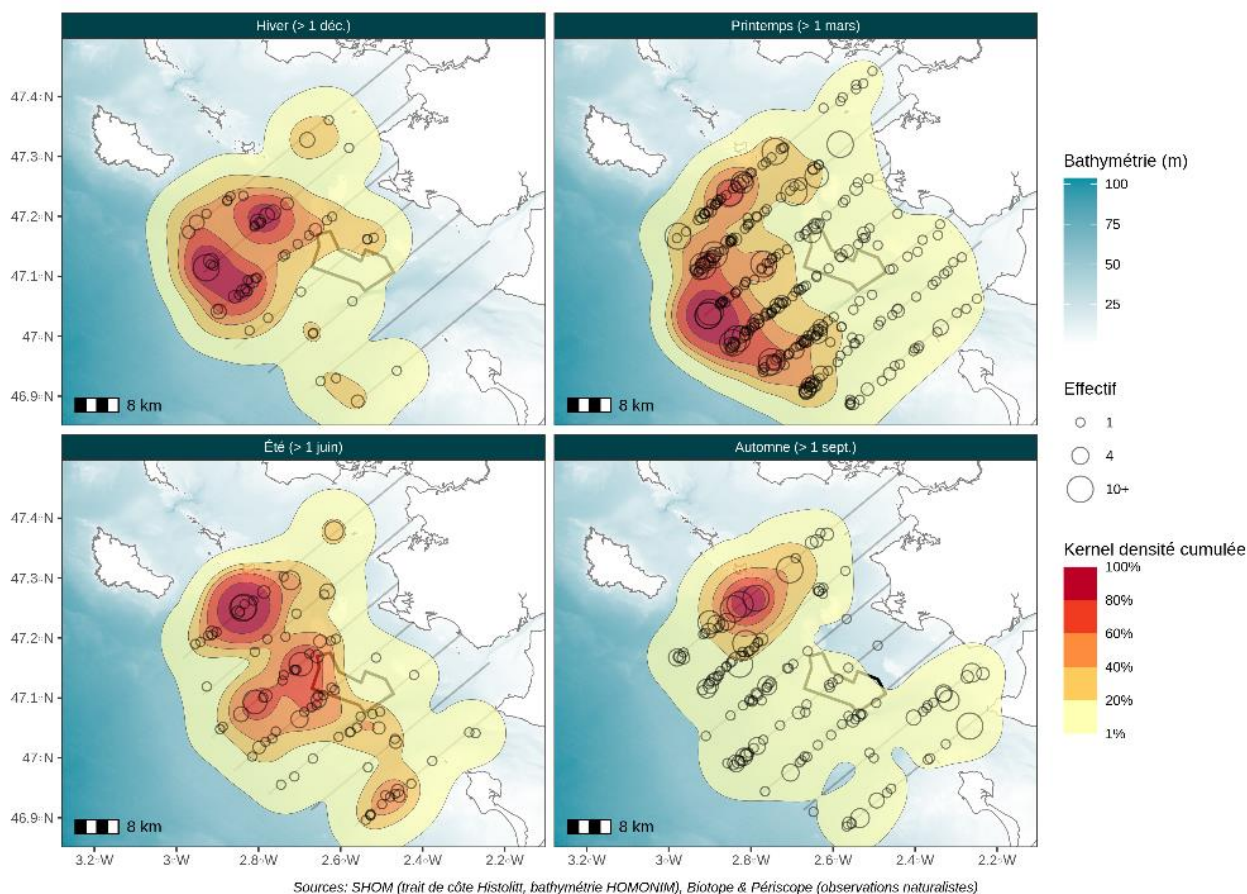 Hiver (> 1 déc.)
Printemps (> 1 mars)
47.4°N
47.3°N
47.2°N
47.1°N
47°N
46.9°N
8 km
8 km
Bathymétrie (m)
100
75
50
25
Effectif
1
4
10+
Kernel densité cumulée
100%
80%
60%
40%
20%
1%
Été (> 1 juin)
Automne (> 1 sept.)
47.4°N
47.3°N
47.2°N
47.1°N
47°N
46.9°N
8 km
8 km
3.2°W
3°W
2.8°W
2.6°W
2.4°W
2.2°W
3.2°W
3°W
2.8°W
2.6°W
2.4°W
2.2°W
Sources: SHOM (trait de côte Histolitt, bathymétrie HOMONIM), Biotope & Périscope (observations naturalistes)